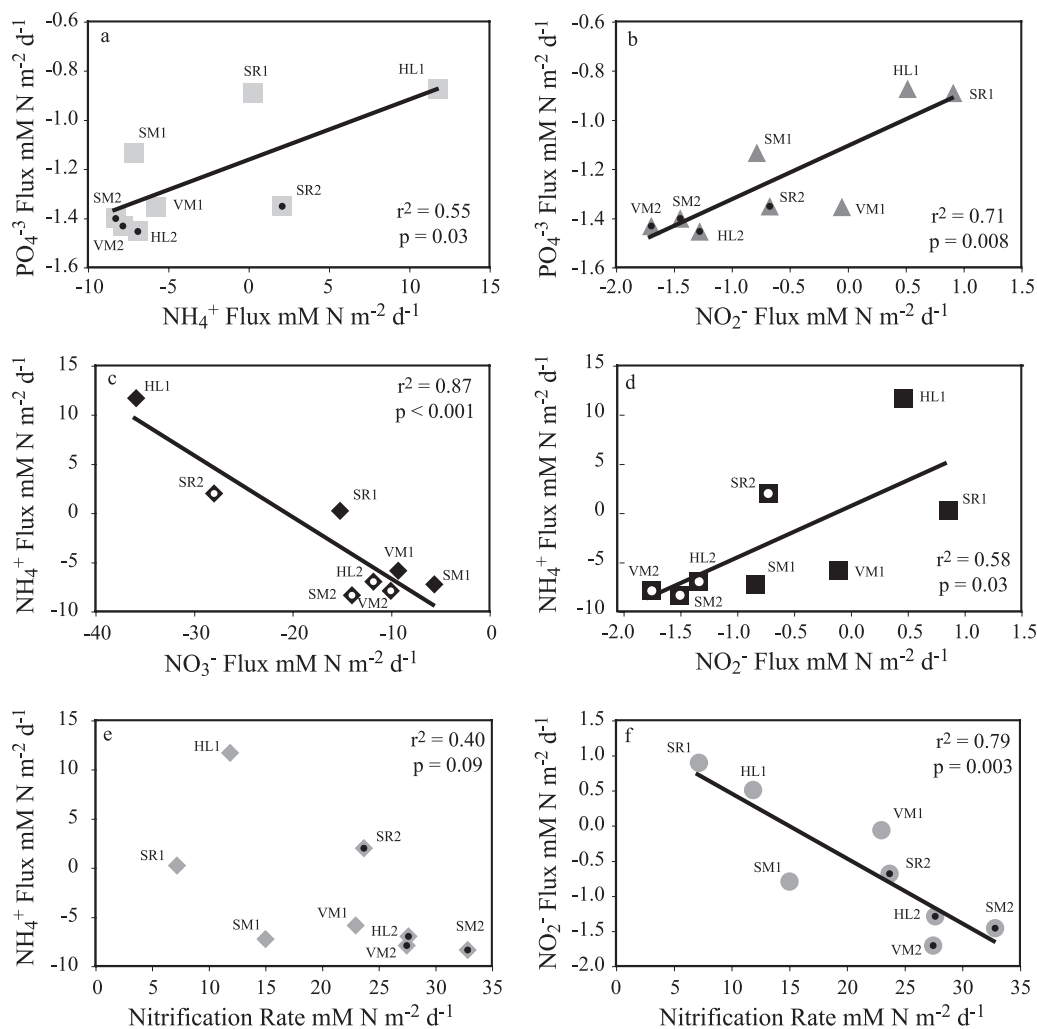 a
PO₄⁻³ Flux mM N m⁻² d⁻¹
-0.6
-0.8
-1.0
-1.2
-1.4
-1.6
SR1
HL1
SM1
SM2
VM1
SR2
VM2
HL2
r² = 0.55
p = 0.03
-10
-5
0
5
10
15
NH₄⁺ Flux mM N m⁻² d⁻¹
b
PO₄⁻³ Flux mM N m⁻² d⁻¹
-0.6
-0.8
-1.0
-1.2
-1.4
-1.6
HL1
SR1
SM1
VM2
SM2
SR2
VM1
HL2
r² = 0.71
p = 0.008
-2.0
-1.5
-1.0
-0.5
0.0
0.5
1.0
1.5
NO₂⁻ Flux mM N m⁻² d⁻¹
c
NH₄⁺ Flux mM N m⁻² d⁻¹
15
10
5
0
-5
-10
HL1
r² = 0.87
p < 0.001
SR2
SR1
VM1
HL2
SM1
SM2
VM2
-40
-30
-20
-10
0
NO₃⁻ Flux mM N m⁻² d⁻¹
d
NH₄⁺ Flux mM N m⁻² d⁻¹
15
10
5
0
-5
-10
HL1
SR2
SR1
HL2
VM2
SM1
VM1
SM2
r² = 0.58
p = 0.03
-2.0
-1.5
-1.0
-0.5
0.0
0.5
1.0
1.5
NO₂⁻ Flux mM N m⁻² d⁻¹
e
NH₄⁺ Flux mM N m⁻² d⁻¹
15
10
5
0
-5
-10
HL1
r² = 0.40
p = 0.09
SR1
SR2
SM1
VM1
HL2
VM2
SM2
0
5
10
15
20
25
30
35
Nitrification Rate mM N m⁻² d⁻¹
f
NO₂⁻ Flux mM N m⁻² d⁻¹
1.5
1.0
0.5
0.0
-0.5
-1.0
-1.5
-2.0
SR1
HL1
r² = 0.79
p = 0.003
VM1
SM1
SR2
HL2
SM2
VM2
0
5
10
15
20
25
30
35
Nitrification Rate mM N m⁻² d⁻¹